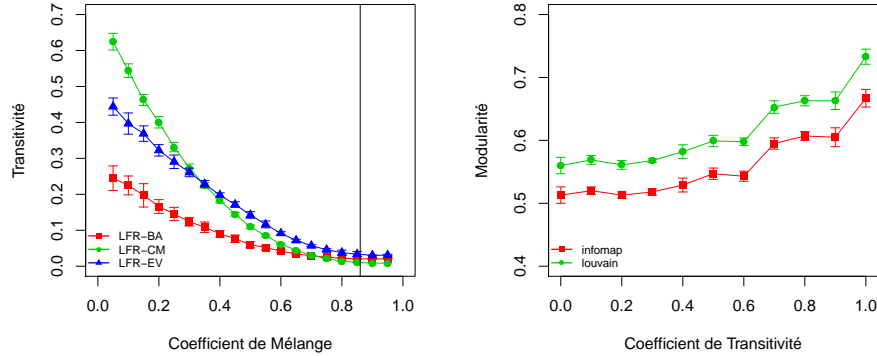 Transitivité
0.7
0.6
0.5
0.4
0.3
0.2
0.1
0.0
LFR-BA
LFR-CM
LFR-EV
0.0 0.2 0.4 0.6 0.8 1.0
Coefficient de Mélange
Modularité
0.8
0.7
0.6
0.5
0.4
infomap
louvain
0.0 0.2 0.4 0.6 0.8 1.0
Coefficient de Transitivité